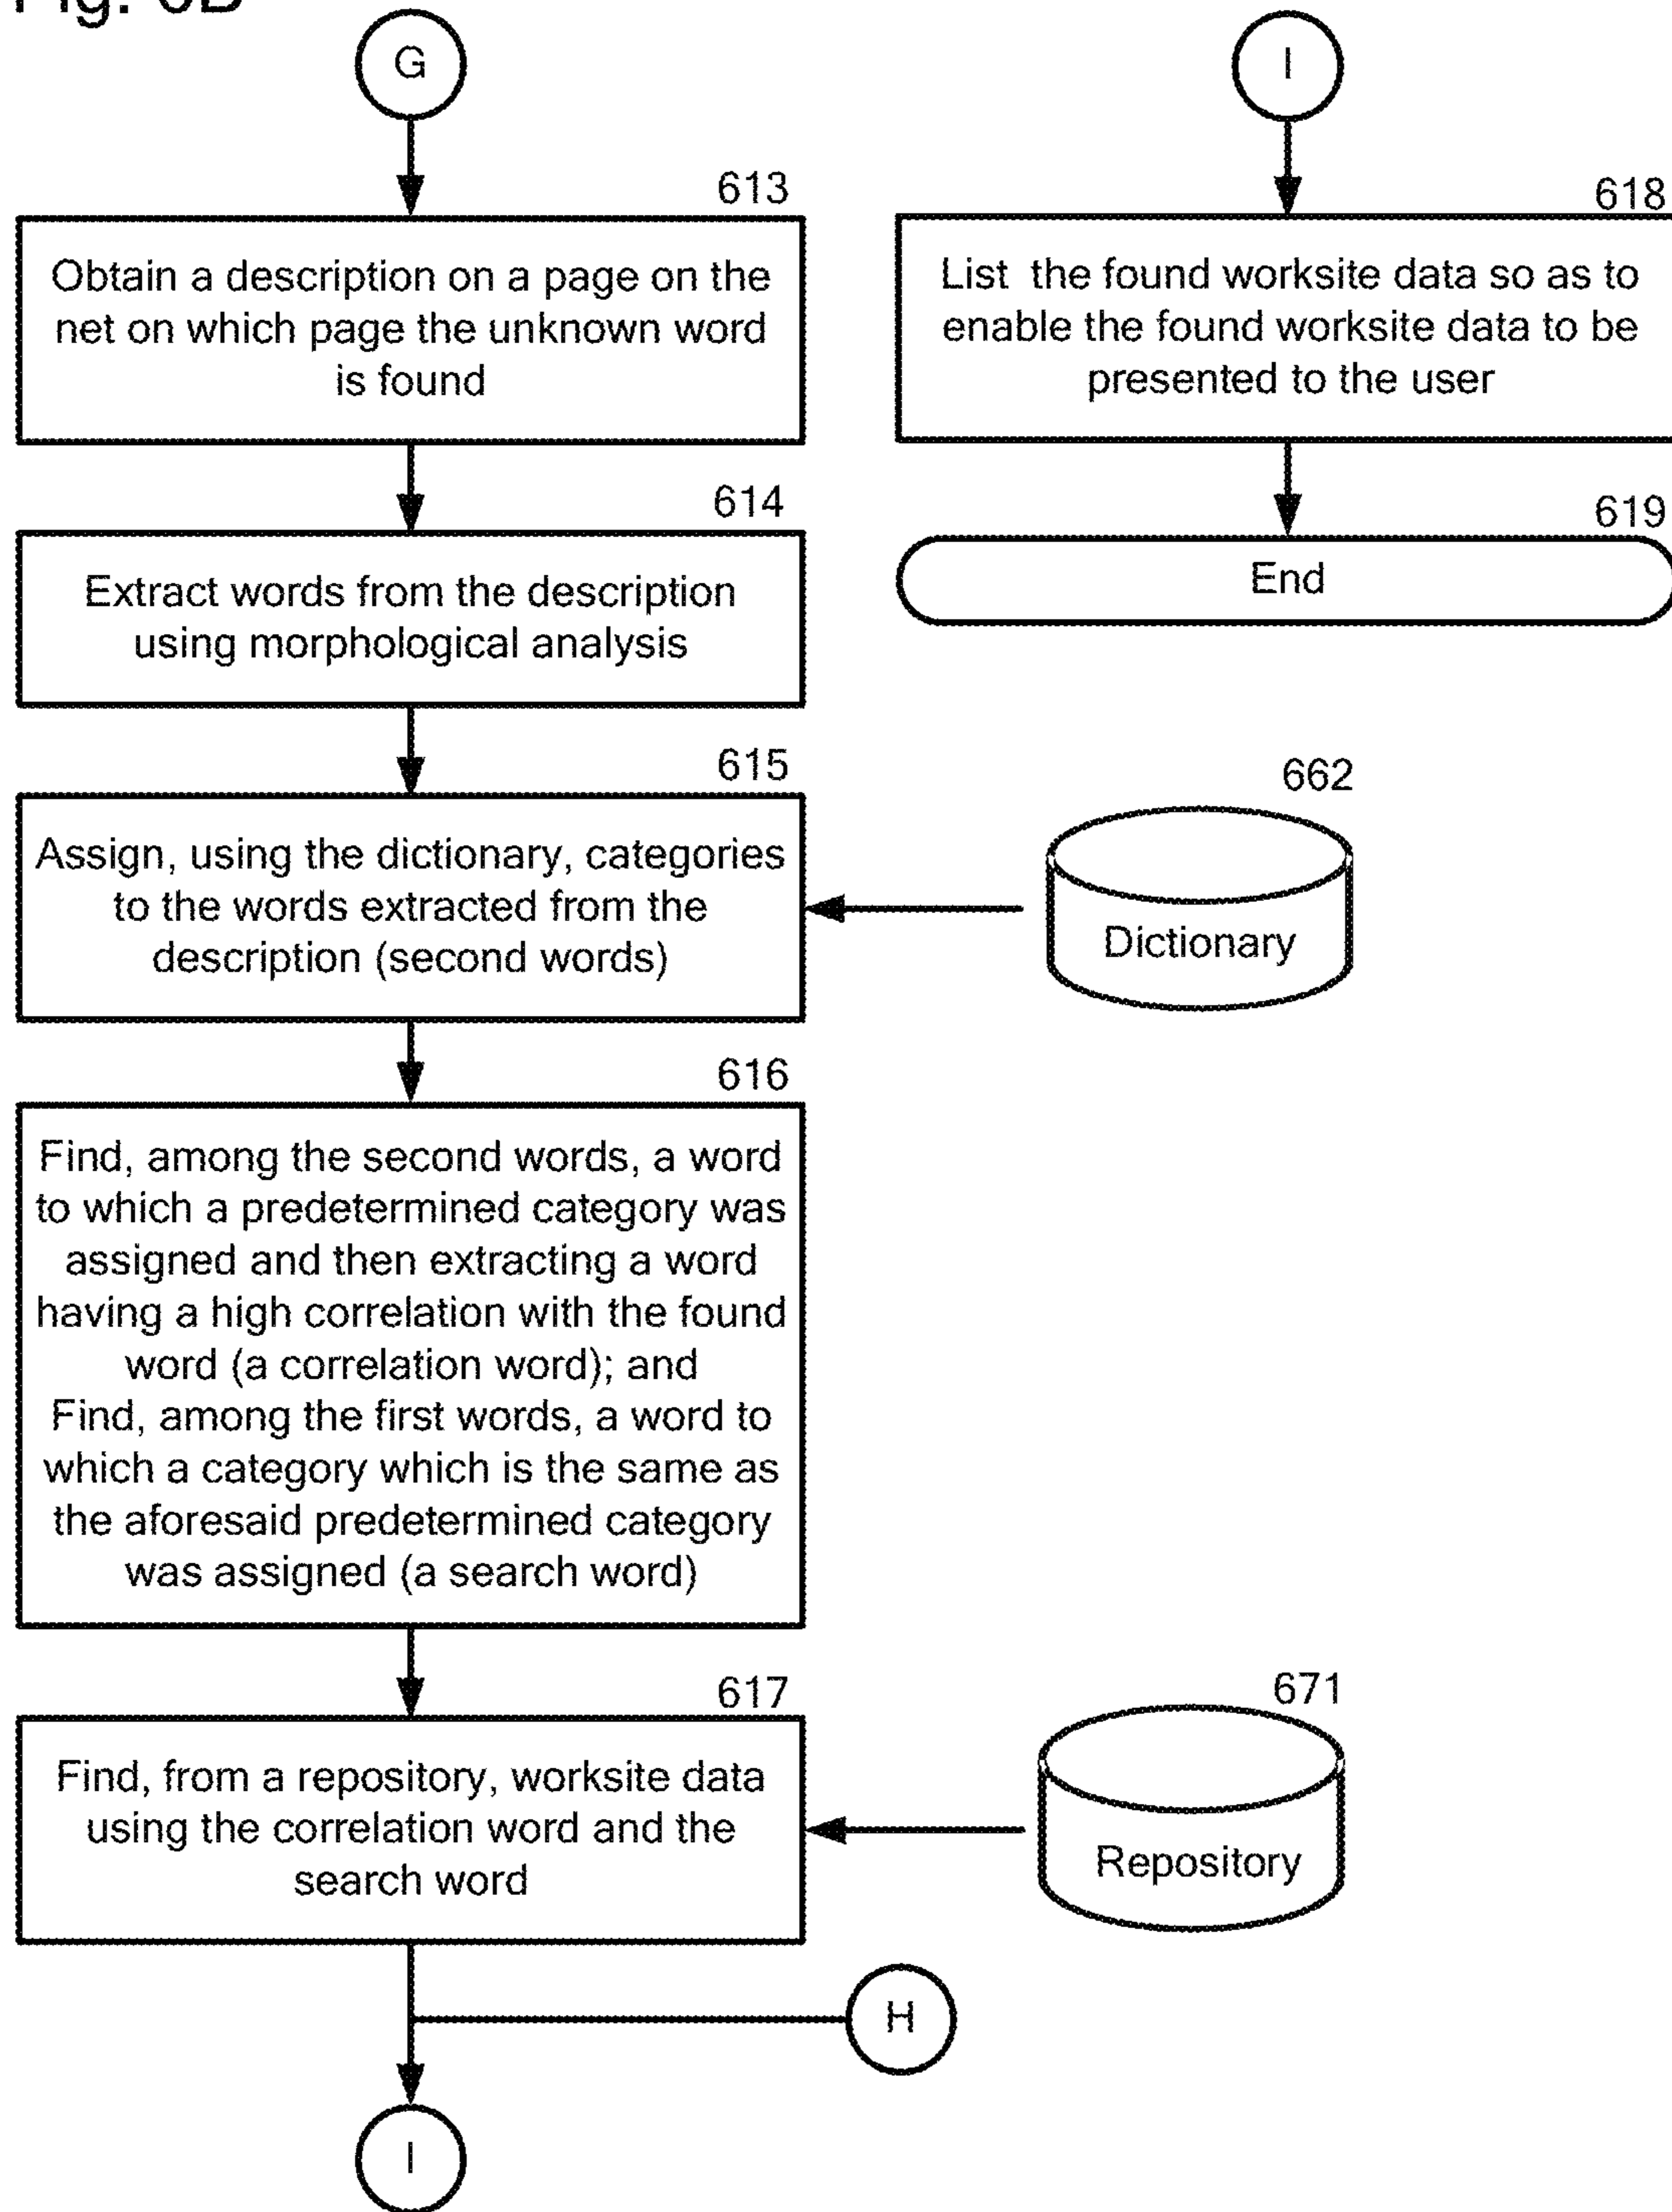 G
613
Obtain a description on a page on the
net on which page the unknown word
is found
614
Extract words from the description
using morphological analysis
615
Assign, using the dictionary, categories
to the words extracted from the
description (second words)
662
Dictionary
616
Find, among the second words, a word
to which a predetermined category was
assigned and then extracting a word
having a high correlation with the found
word (a correlation word); and
Find, among the first words, a word to
which a category which is the same as
the aforesaid predetermined category
was assigned (a search word)
617
Find, from a repository, worksite data
using the correlation word and the
search word
671
Repository
H
I
I
618
List the found worksite data so as to
enable the found worksite data to be
presented to the user
619
End